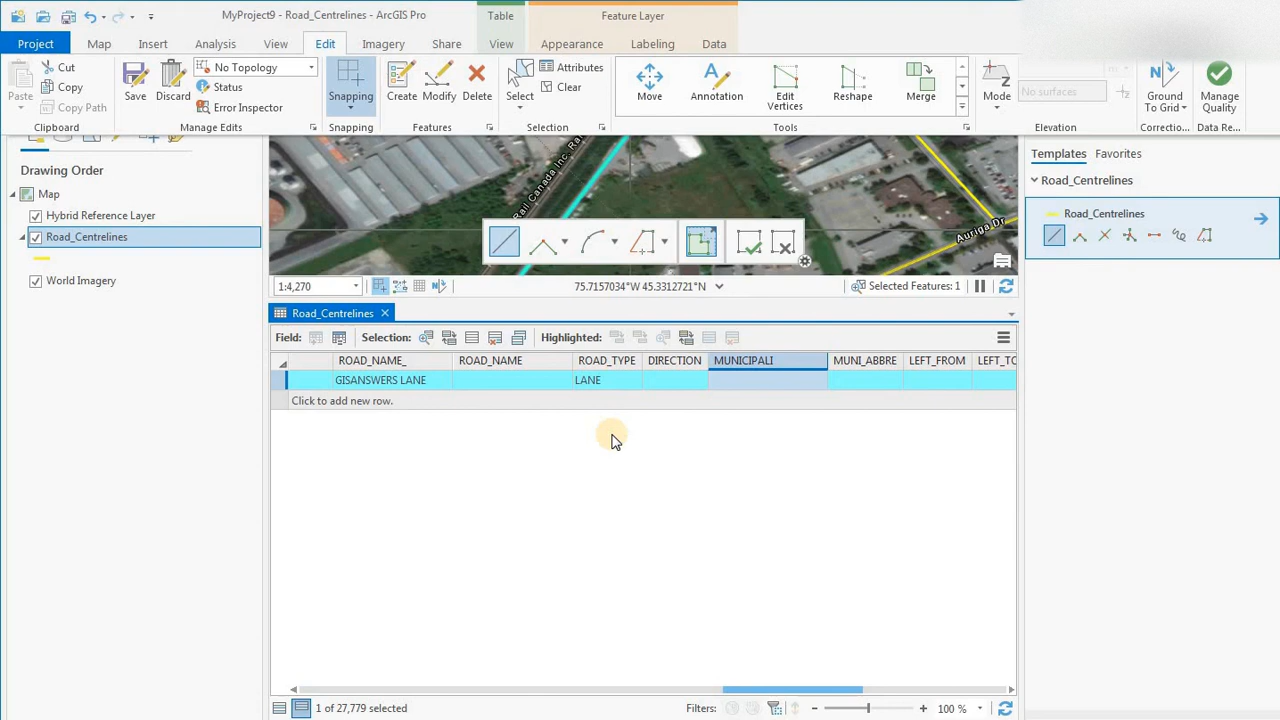 MyProject9 - Road_Centrelines - ArcGIS Pro
Table
Feature Layer
Project
Map
Insert
Analysis
View
Edit
Imagery
Share
View
Appearance
Labeling
Data
Paste
Cut
Copy
Copy Path
Clipboard
Save
Discard
No Topology
Status
Error Inspector
Manage Edits
Snapping
Snapping
Create
Modify
Delete
Features
Select
Attributes
Clear
Selection
Move
Annotation
Edit
Vertices
Reshape
Merge
Tools
Mode
No surfaces
Elevation
Ground
To Grid
Correctio...
Manage
Quality
Data Re...
Drawing Order
Map
Hybrid Reference Layer
Road_Centrelines
World Imagery
Rail Canada Inc. Rai
Auriga Dr
1:4,270
75.7157034°W 45.3312721°N
Selected Features: 1
Templates
Favorites
Road_Centrelines
Road_Centrelines
Road_Centrelines
Field:
Selection:
Highlighted:
ROAD_NAME_
ROAD_NAME
ROAD_TYPE
DIRECTION
MUNICIPALI
MUNI_ABBRE
LEFT_FROM
LEFT_TO
GISANSWERS LANE
LANE
Click to add new row.
1 of 27,779 selected
Filters:
100 %